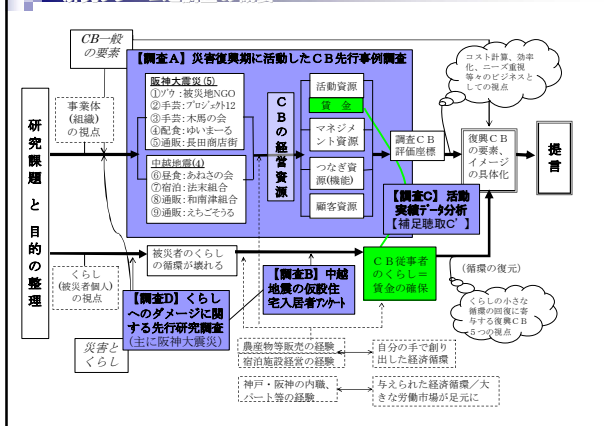 CB一般
の要素
【調査A】災害復興期に活動したCB先行事例調査
コスト計算、効率
化、ニーズ重視
等々のビジネスと
しての視点
阪神大震災(5)
①ゾウ:被災地NGO
②手芸:プロジェクト12
③手芸:木馬の会
④配食:ゆいまーる
⑤通販:長田商店街
中越地震(4)
⑥昼食:あねさの会
⑦宿泊:法末組合
⑧通販:和南津組合
⑨通販:えちごそうる
CBの経営資源
活動資源
賃金
マネジメ
ント資源
つなぎ資
源(機能)
顧客資源
調査CB
評価座標
復興CB
の要素、
イメージ
の具体化
提言
研究課題 と 目的の整理
事業体
(組織)
の視点
【調査C】活動
実績データ分析
【補足聴取C'】
被災者のくらし
の循環が壊れる
くらし
(被災者個人)
の視点
【調査B】中越
地震の仮設住
宅入居者アンケート
CB従事者
のくらし=
賃金の確保
(循環の復元)
【調査D】くらし
へのダメージに関
する先行研究調査
(主に阪神大震災)
くらしの小さな
循環の回復に寄
与する復興CB
5つの視点
災害と
くらし
農産物等販売の経験
宿泊施設経営の経験
自分の手で創り
出した経済循環
神戸・阪神の内職、
パート等の経験
与えられた経済循環/大
きな労働市場が足元に